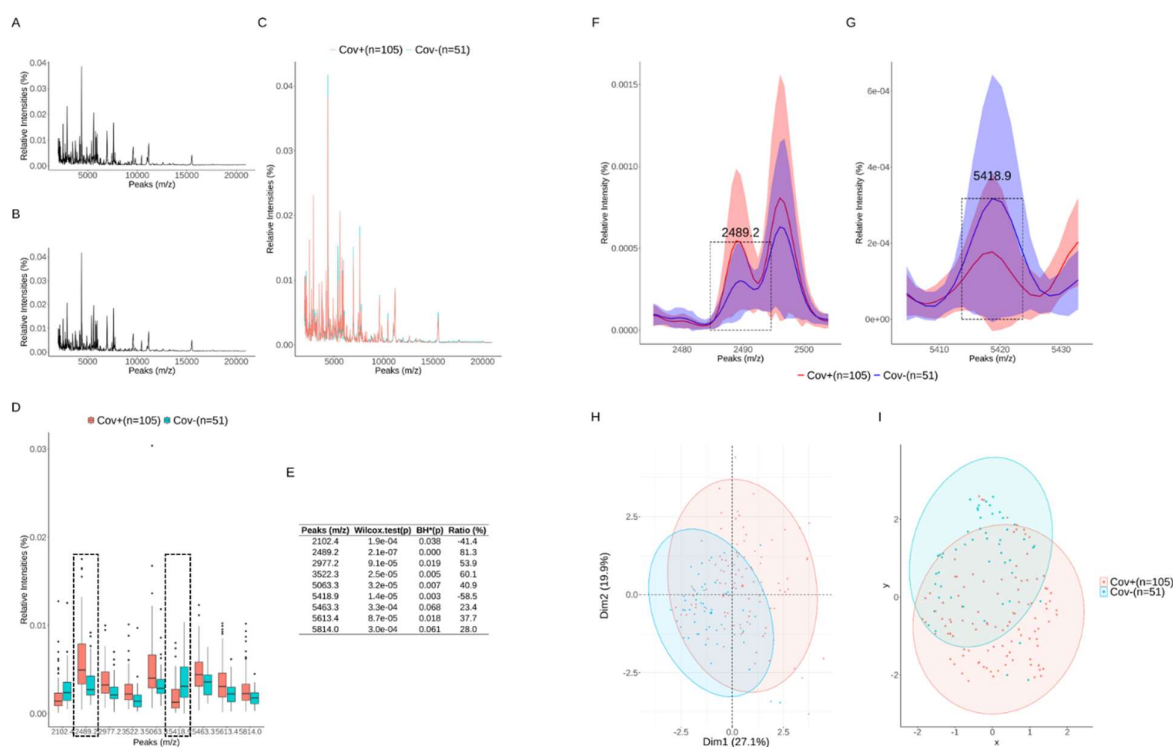 A
Relative Intensities (%)
0.04
0.03
0.02
0.01
0.00
5000 10000 15000 20000
Peaks (m/z)
B
Relative Intensities (%)
0.04
0.03
0.02
0.01
0.00
5000 10000 15000 20000
Peaks (m/z)
C
Cov+(n=105) Cov-(n=51)
Relative Intensities (%)
0.04
0.03
0.02
0.01
0.00
5000 10000 15000 20000
Peaks (m/z)
D
Cov+(n=105) Cov-(n=51)
Relative Intensities (%)
0.03
0.02
0.01
0.00
2977.2 3522.3 5463.3 5613.4 5814.0
Peaks (m/z)
E
Peaks (m/z) Wilcox.test(p) BH*(p) Ratio (%)
2102.4 1.9e-04 0.038 -41.4
2489.2 2.1e-07 0.000 81.3
2977.2 9.1e-05 0.019 53.9
3522.3 2.5e-05 0.005 60.1
5063.3 3.2e-05 0.007 40.9
5418.9 1.4e-05 0.003 -58.5
5463.3 3.3e-04 0.068 23.4
5613.4 8.7e-05 0.018 37.7
5814.0 3.0e-04 0.061 28.0
F
Relative Intensity (%)
0.0015
0.0010
0.0005
0.0000
2489.2
2480 2490 2500
Peaks (m/z)
G
Relative Intensity (%)
6e-04
4e-04
2e-04
0e+00
5418.9
5410 5420 5430
Peaks (m/z)
Cov+(n=105) Cov-(n=51)
H
Dim2 (19.9%)
2.5
0.0
-2.5
-2.5 0.0 2.5
Dim1 (27.1%)
I
y
2
0
-2
-2 -1 0 1 2
x
Cov+(n=105)
Cov-(n=51)